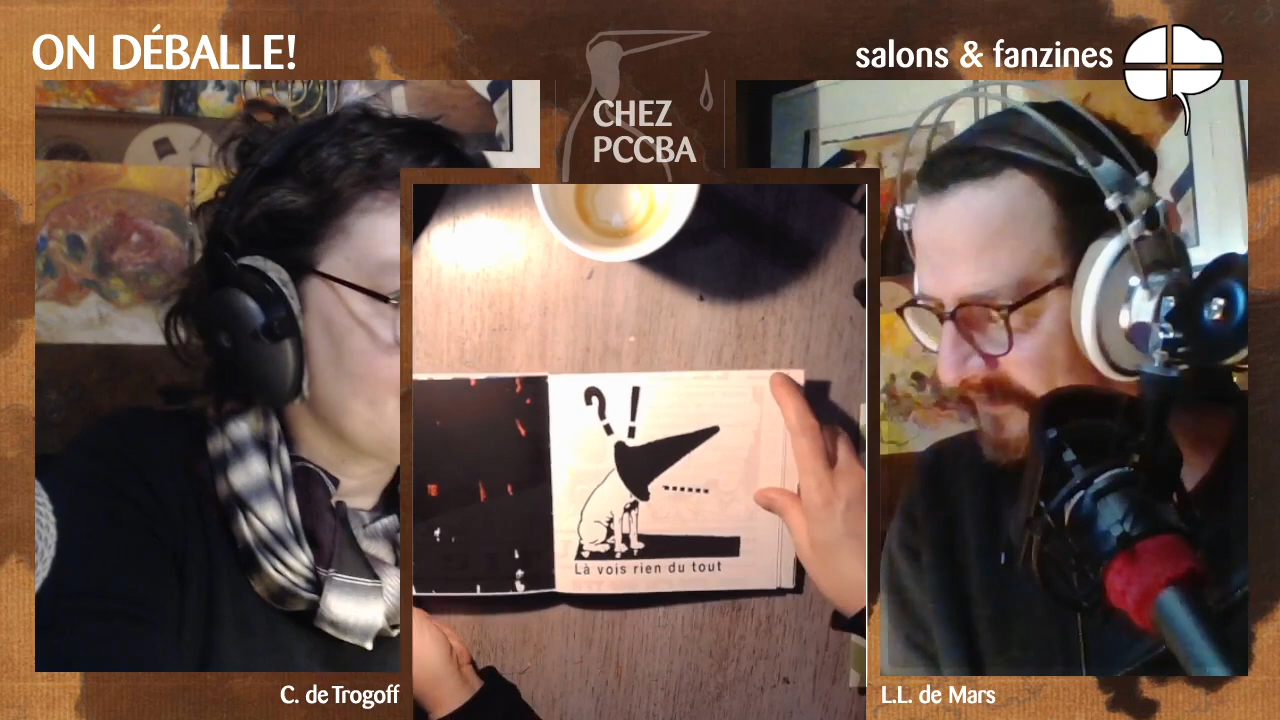 ON DÉBALLE!
salons & fanzines
CHEZ
PCCBA
? !
Là vois rien du tout
C. de Trogoff
L.L. de Mars